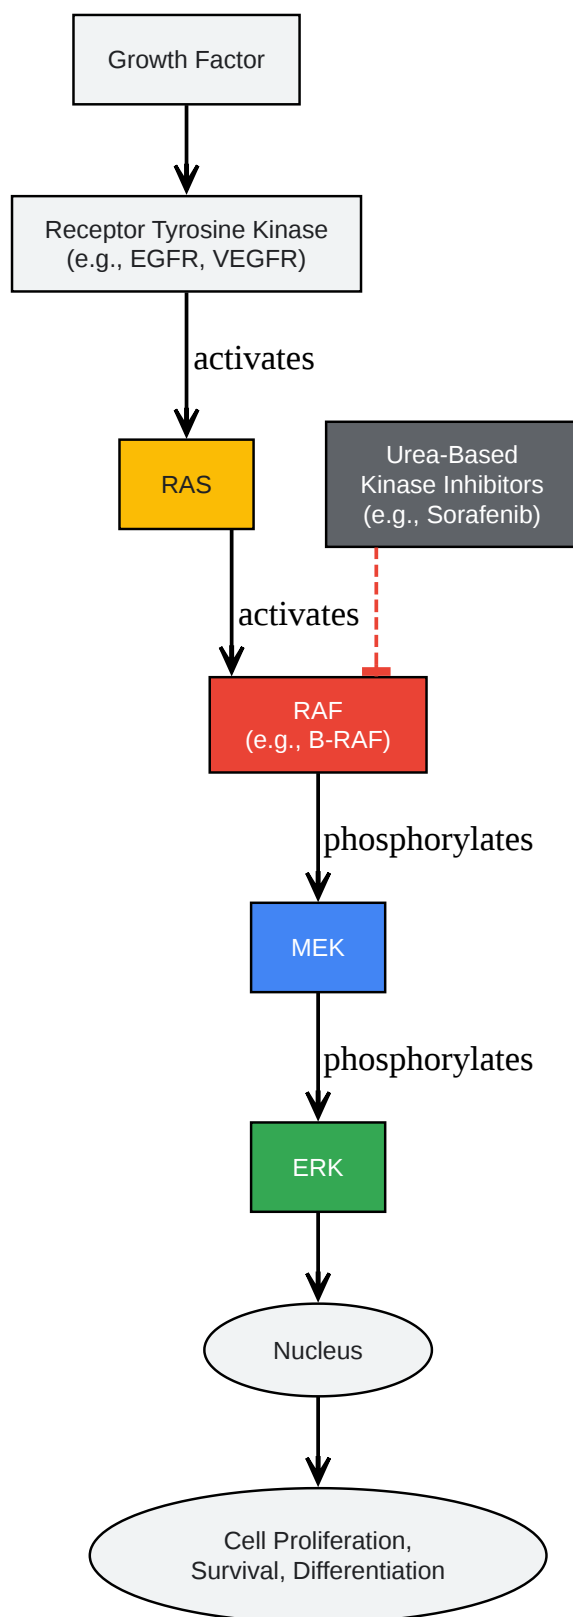 Growth Factor
Receptor Tyrosine Kinase
(e.g., EGFR, VEGFR)
activates
RAS
Urea-Based
Kinase Inhibitors
(e.g., Sorafenib)
activates
RAF
(e.g., B-RAF)
phosphorylates
MEK
phosphorylates
ERK
Nucleus
Cell Proliferation,
Survival, Differentiation